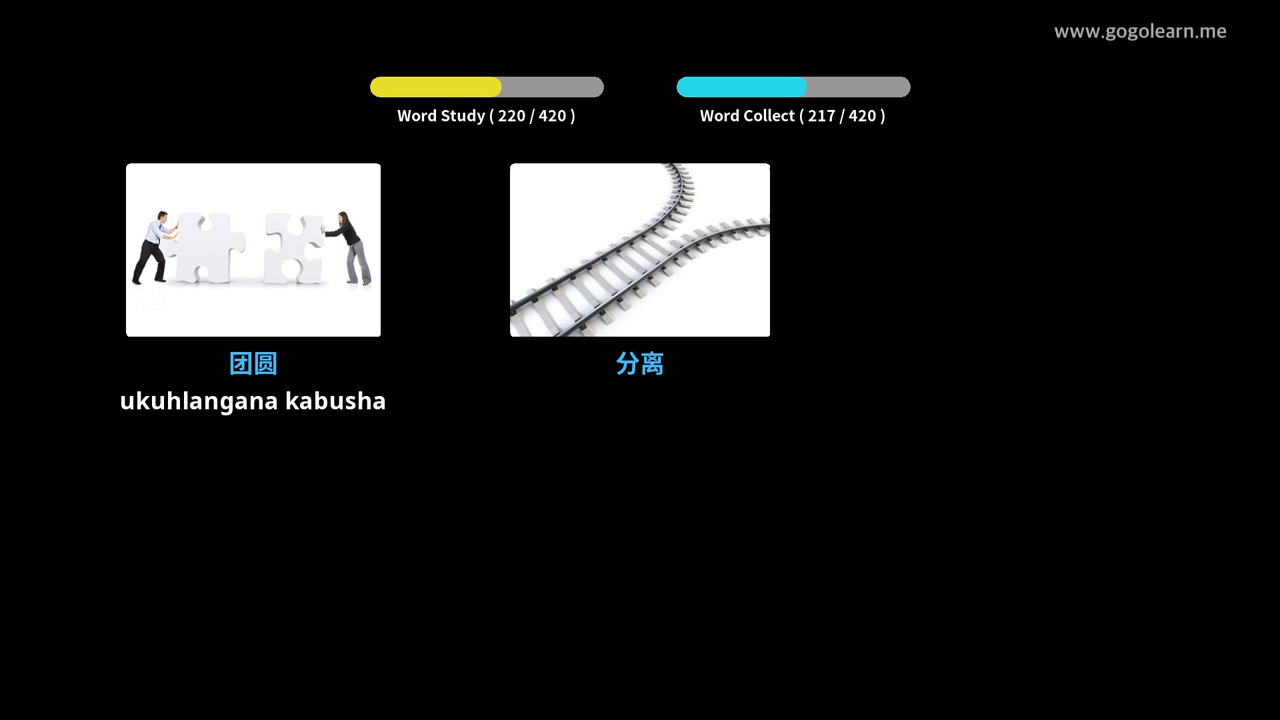 www.gogolearn.me
Word Study ( 220 / 420 )
Word Collect ( 217 / 420 )
团圆
分离
ukuhlangana kabusha